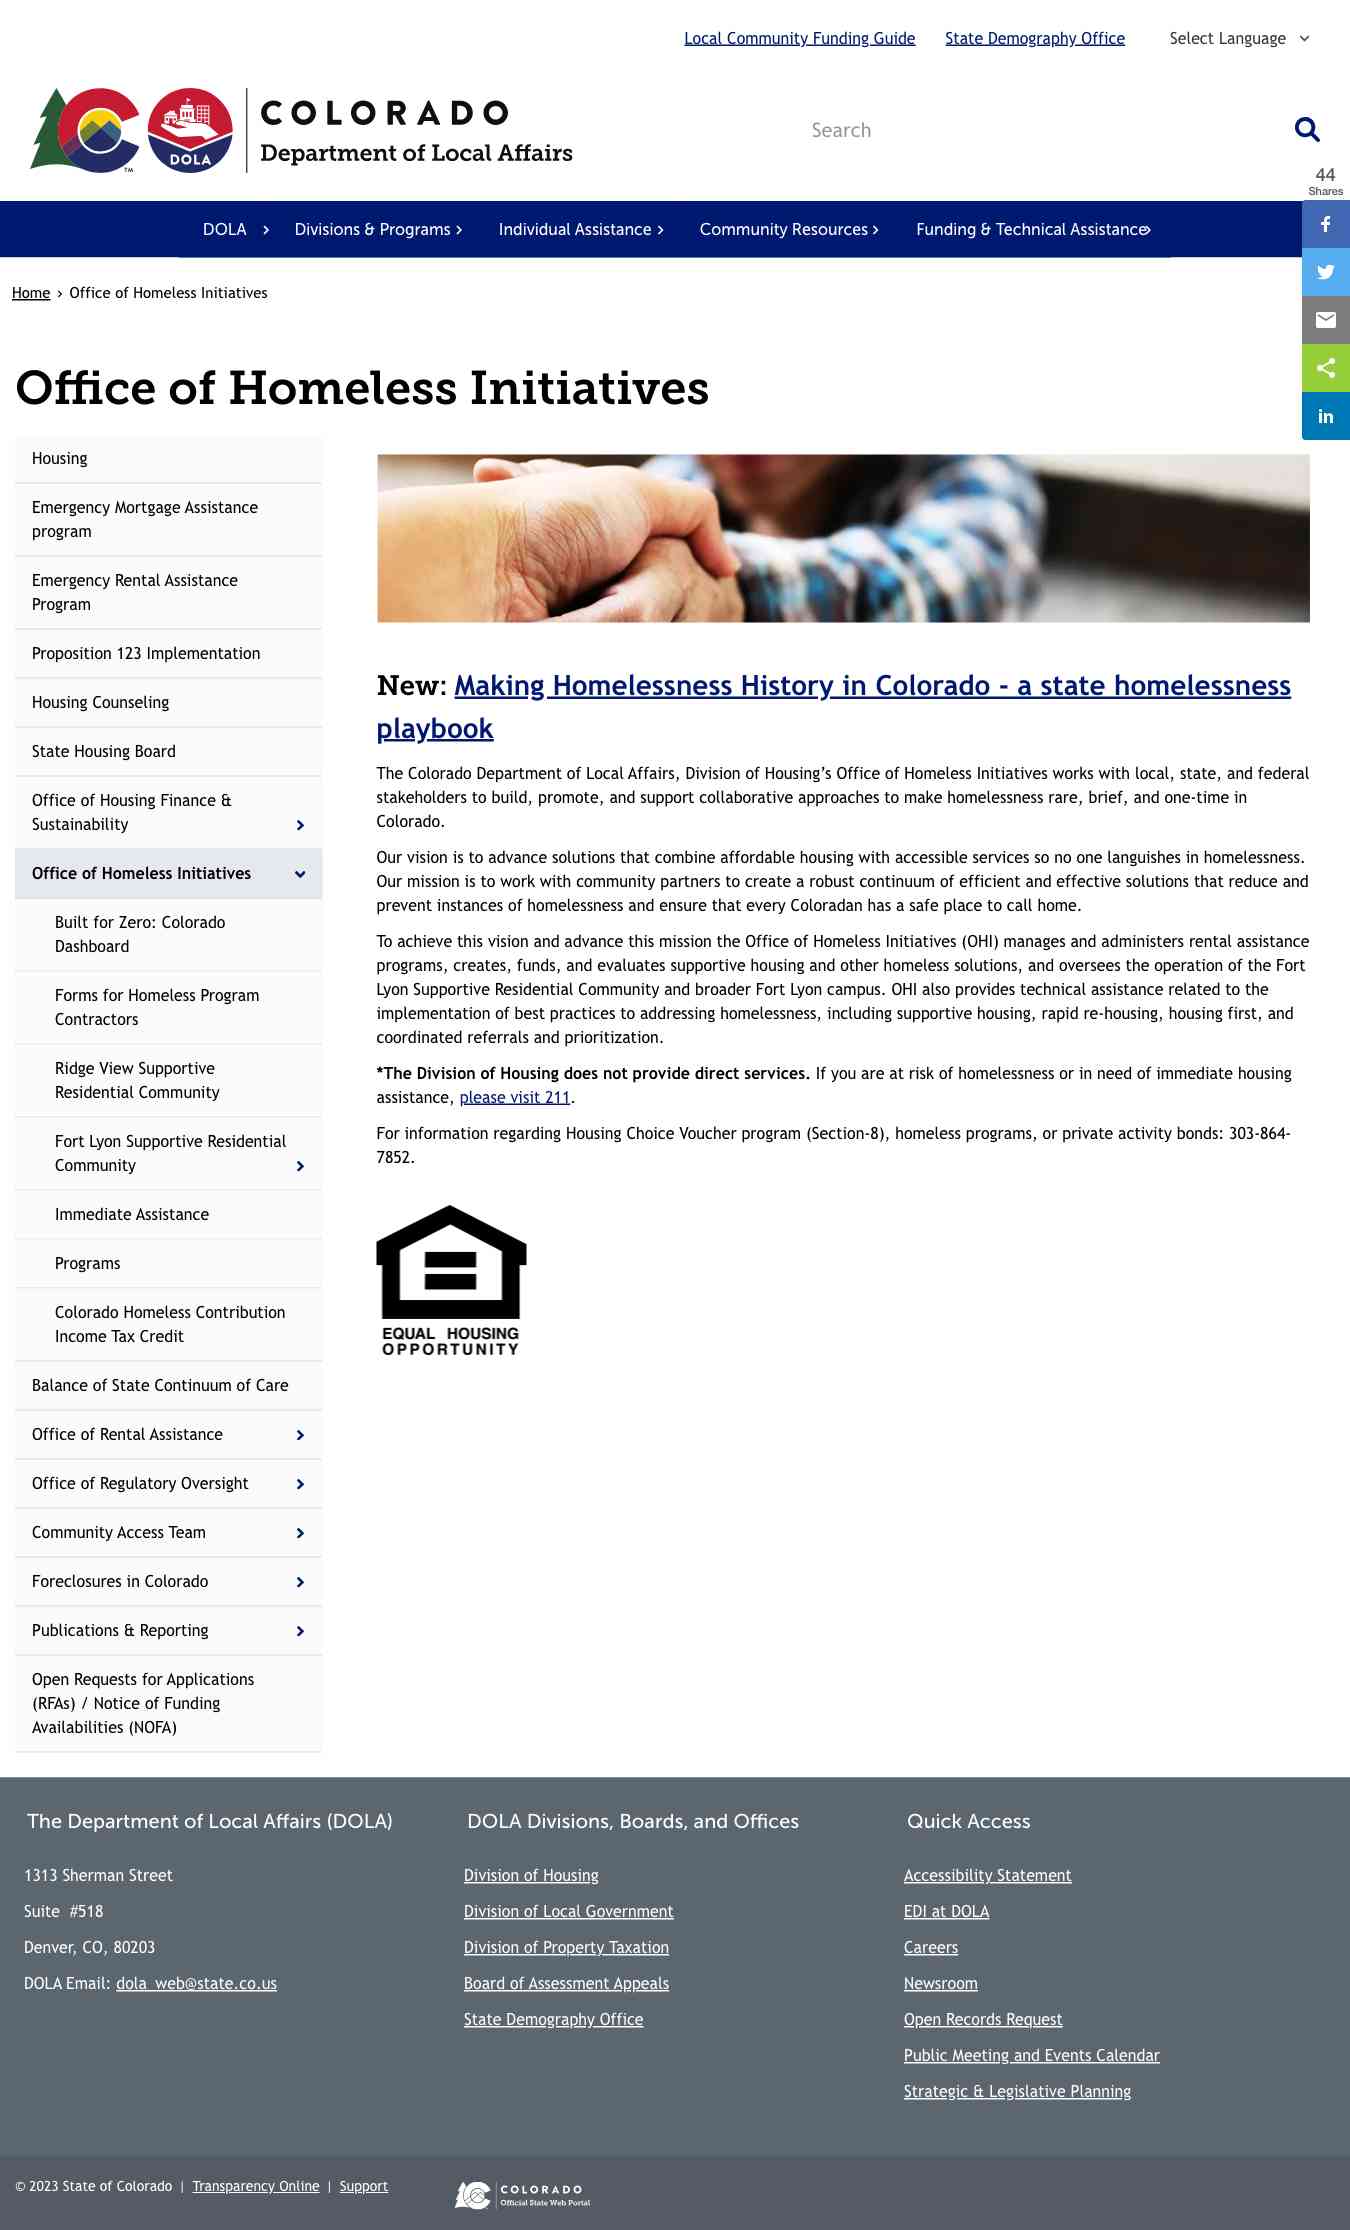 Local Community Funding Guide State Demography Office Select Language
COLORADO
Department of Local Affairs
DOLA
TM
Search
44
Shares
DOLA Divisions & Programs Individual Assistance Community Resources Funding & Technical Assistance
Home › Office of Homeless Initiatives
Office of Homeless Initiatives
Housing
Emergency Mortgage Assistance
program
Emergency Rental Assistance
Program
Proposition 123 Implementation
Housing Counseling
State Housing Board
Office of Housing Finance &
Sustainability
Office of Homeless Initiatives
Built for Zero: Colorado
Dashboard
Forms for Homeless Program
Contractors
Ridge View Supportive
Residential Community
Fort Lyon Supportive Residential
Community
Immediate Assistance
Programs
Colorado Homeless Contribution
Income Tax Credit
Balance of State Continuum of Care
Office of Rental Assistance
Office of Regulatory Oversight
Community Access Team
Foreclosures in Colorado
Publications & Reporting
Open Requests for Applications
(RFAs) / Notice of Funding
Availabilities (NOFA)
New: Making Homelessness History in Colorado - a state homelessness
playbook
The Colorado Department of Local Affairs, Division of Housing’s Office of Homeless Initiatives works with local, state, and federal
stakeholders to build, promote, and support collaborative approaches to make homelessness rare, brief, and one-time in
Colorado.
Our vision is to advance solutions that combine affordable housing with accessible services so no one languishes in homelessness.
Our mission is to work with community partners to create a robust continuum of efficient and effective solutions that reduce and
prevent instances of homelessness and ensure that every Coloradan has a safe place to call home.
To achieve this vision and advance this mission the Office of Homeless Initiatives (OHI) manages and administers rental assistance
programs, creates, funds, and evaluates supportive housing and other homeless solutions, and oversees the operation of the Fort
Lyon Supportive Residential Community and broader Fort Lyon campus. OHI also provides technical assistance related to the
implementation of best practices to addressing homelessness, including supportive housing, rapid re-housing, housing first, and
coordinated referrals and prioritization.
*The Division of Housing does not provide direct services. If you are at risk of homelessness or in need of immediate housing
assistance, please visit 211.
For information regarding Housing Choice Voucher program (Section-8), homeless programs, or private activity bonds: 303-864-
7852.
EQUAL HOUSING
OPPORTUNITY
The Department of Local Affairs (DOLA)
1313 Sherman Street
Suite #518
Denver, CO, 80203
DOLA Email: dola_web@state.co.us
DOLA Divisions, Boards, and Offices
Division of Housing
Division of Local Government
Division of Property Taxation
Board of Assessment Appeals
State Demography Office
Quick Access
Accessibility Statement
EDI at DOLA
Careers
Newsroom
Open Records Request
Public Meeting and Events Calendar
Strategic & Legislative Planning
© 2023 State of Colorado | Transparency Online | Support
COLORADO
Official State Web Portal